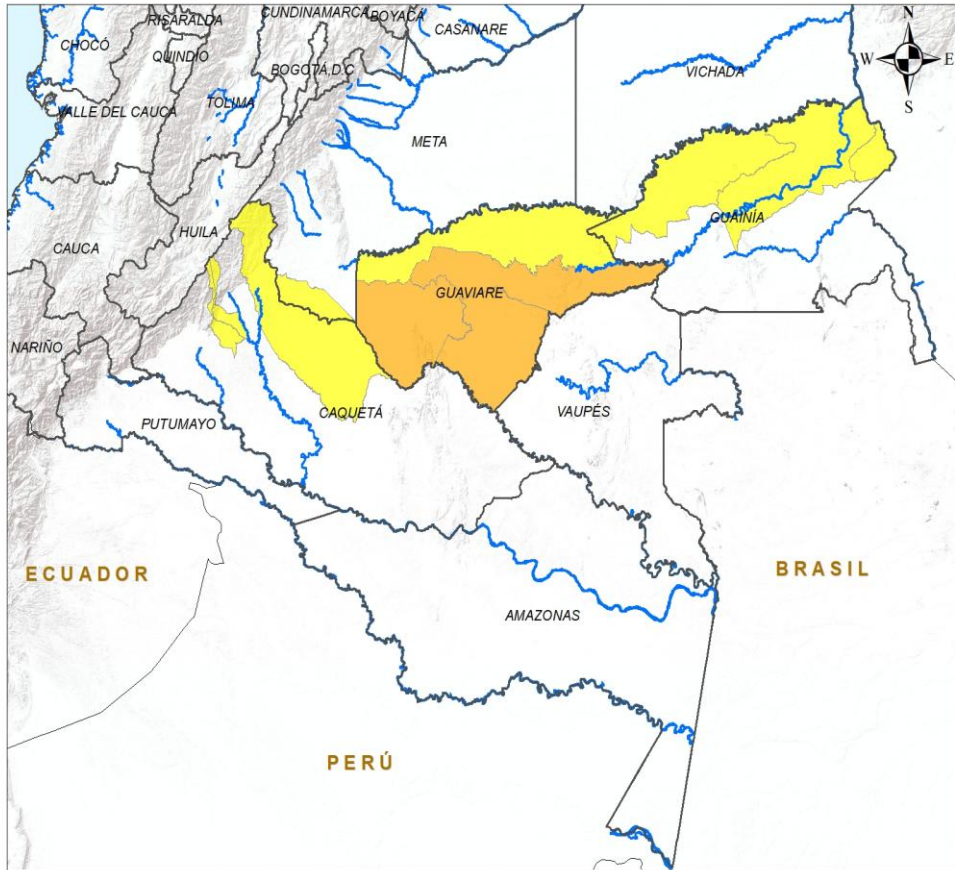 CUNDINAMARCA
BOYACÁ
RISARALDA
N
CASANARE
CHOCÓ
QUINDIO
W
E
BOGOTÁ,D.C
VICHADA
S
TOLIMA
VALLE DEL CAUCA
META
GUAINÍA
HUILA
CAUCA
GUAVIARE
NARIÑO
CAQUETÁ
VAUPÉS
PUTUMAYO
ECUADOR
BRASIL
AMAZONAS
PERÚ